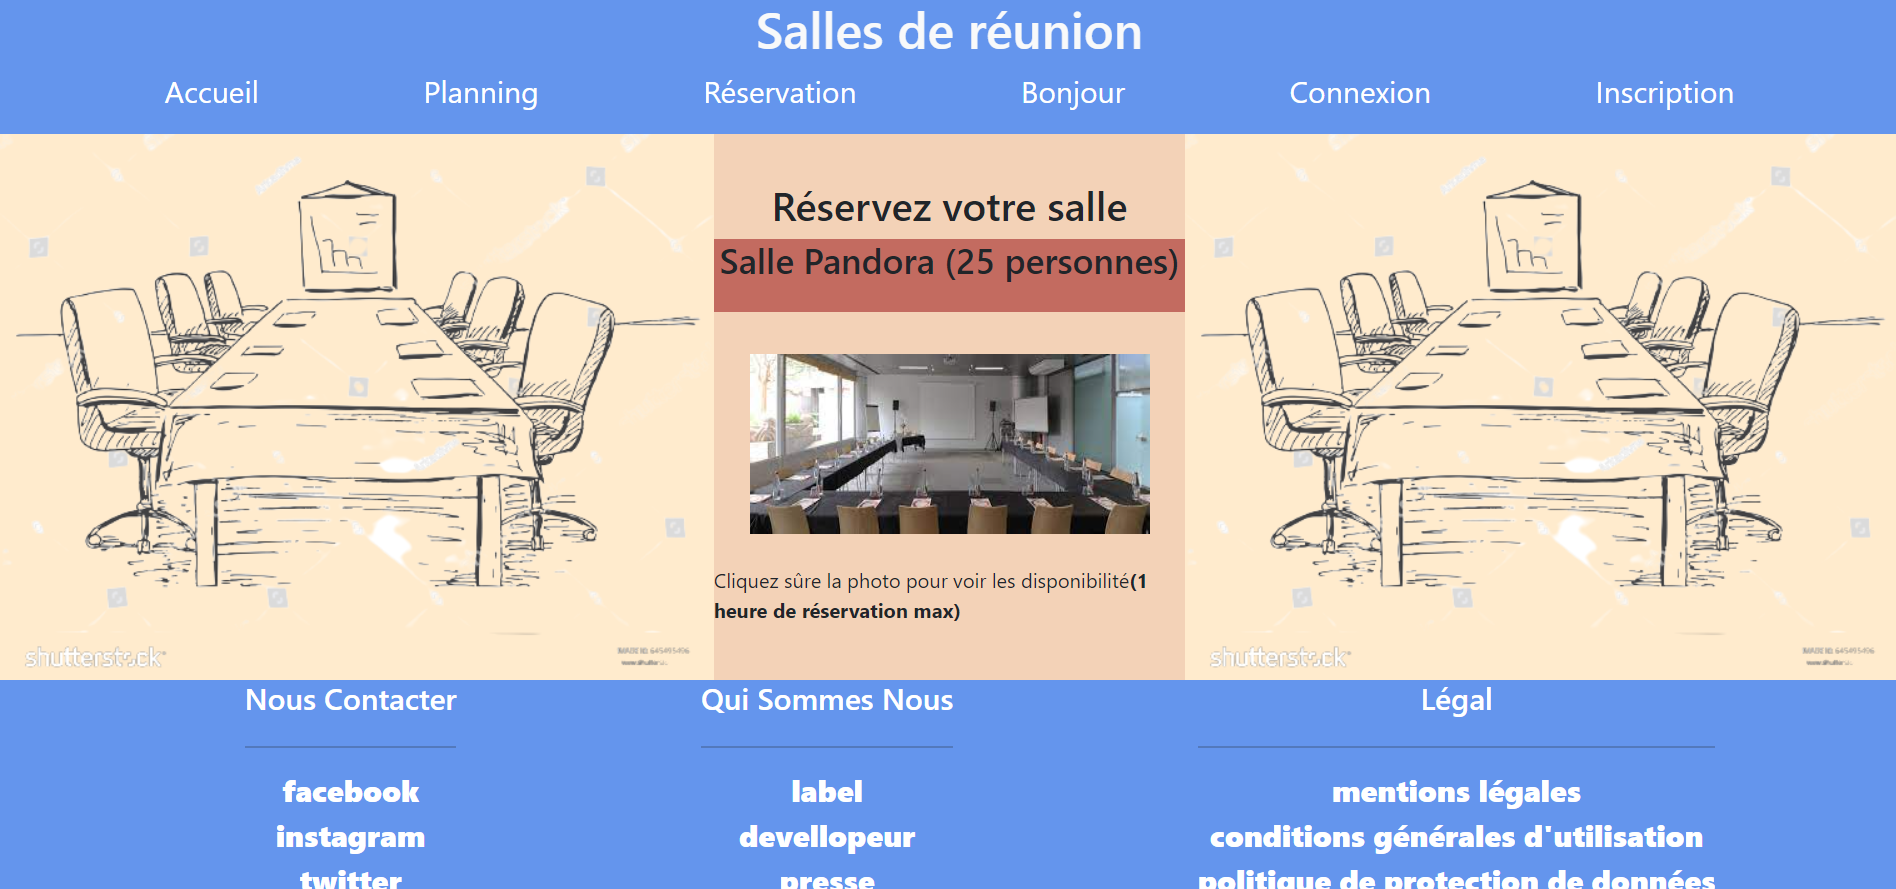 Salles de réunion
Accueil Planning Réservation Bonjour Connexion Inscription
Réservez votre salle
Salle Pandora (25 personnes)
Cliquez sûre la photo pour voir les disponibilité(1
heure de réservation max)
shutterstock
shutterstock
Nous Contacter Qui Sommes Nous Légal
facebook label mentions légales
instagram devellopeur conditions générales d'utilisation
twitter presse politique de protection de données